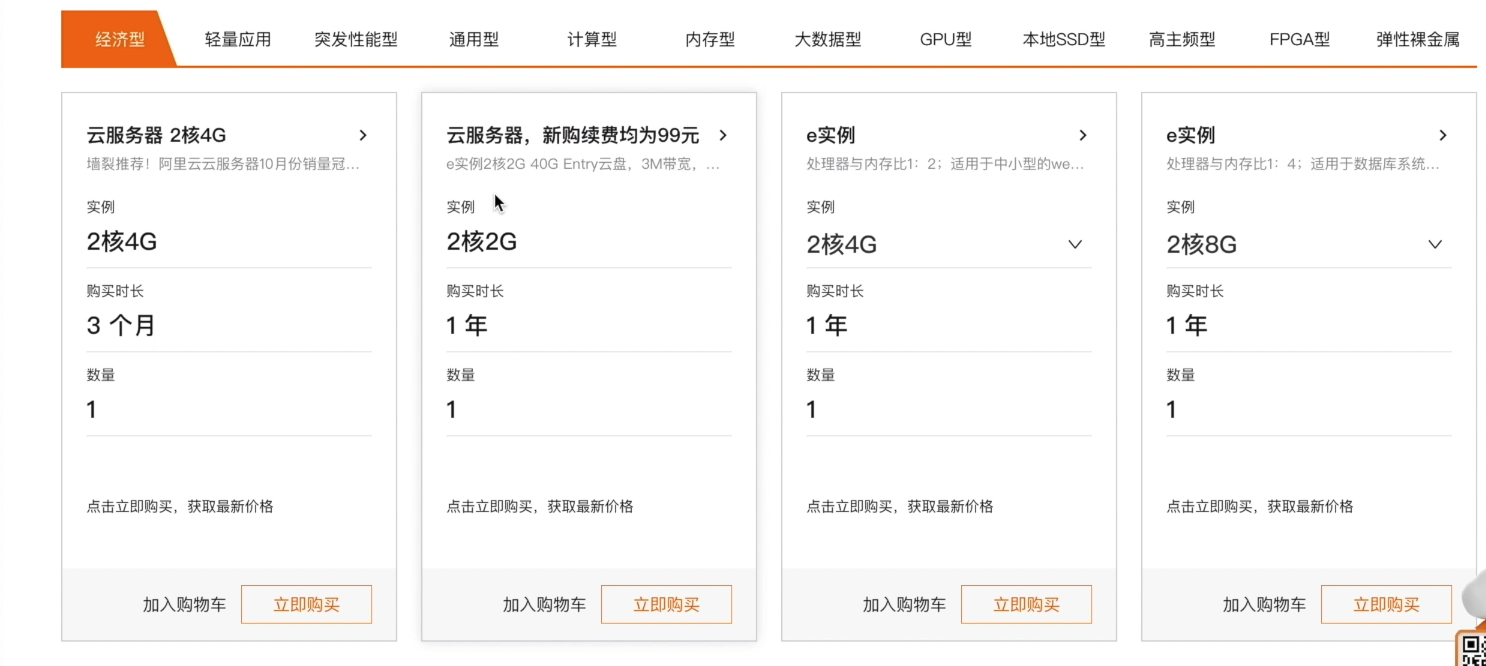 经济型 轻量应用 突发性能型 通用型 计算型 内存型 大数据型 GPU型 本地SSD型 高主频型 FPGA型 弹性裸金属
云服务器 2核4G
墙裂推荐！阿里云云服务器10月份销量冠...
实例
2核4G
购买时长
3 个月
数量
1
点击立即购买，获取最新价格
加入购物车 立即购买
云服务器，新购续费均为99元
e实例2核2G 40G Entry云盘，3M带宽，...
实例
2核2G
购买时长
1 年
数量
1
点击立即购买，获取最新价格
加入购物车 立即购买
e实例
处理器与内存比1：2；适用于中小型的we...
实例
2核4G
购买时长
1 年
数量
1
点击立即购买，获取最新价格
加入购物车 立即购买
e实例
处理器与内存比1：4；适用于数据库系统...
实例
2核8G
购买时长
1 年
数量
1
点击立即购买，获取最新价格
加入购物车 立即购买